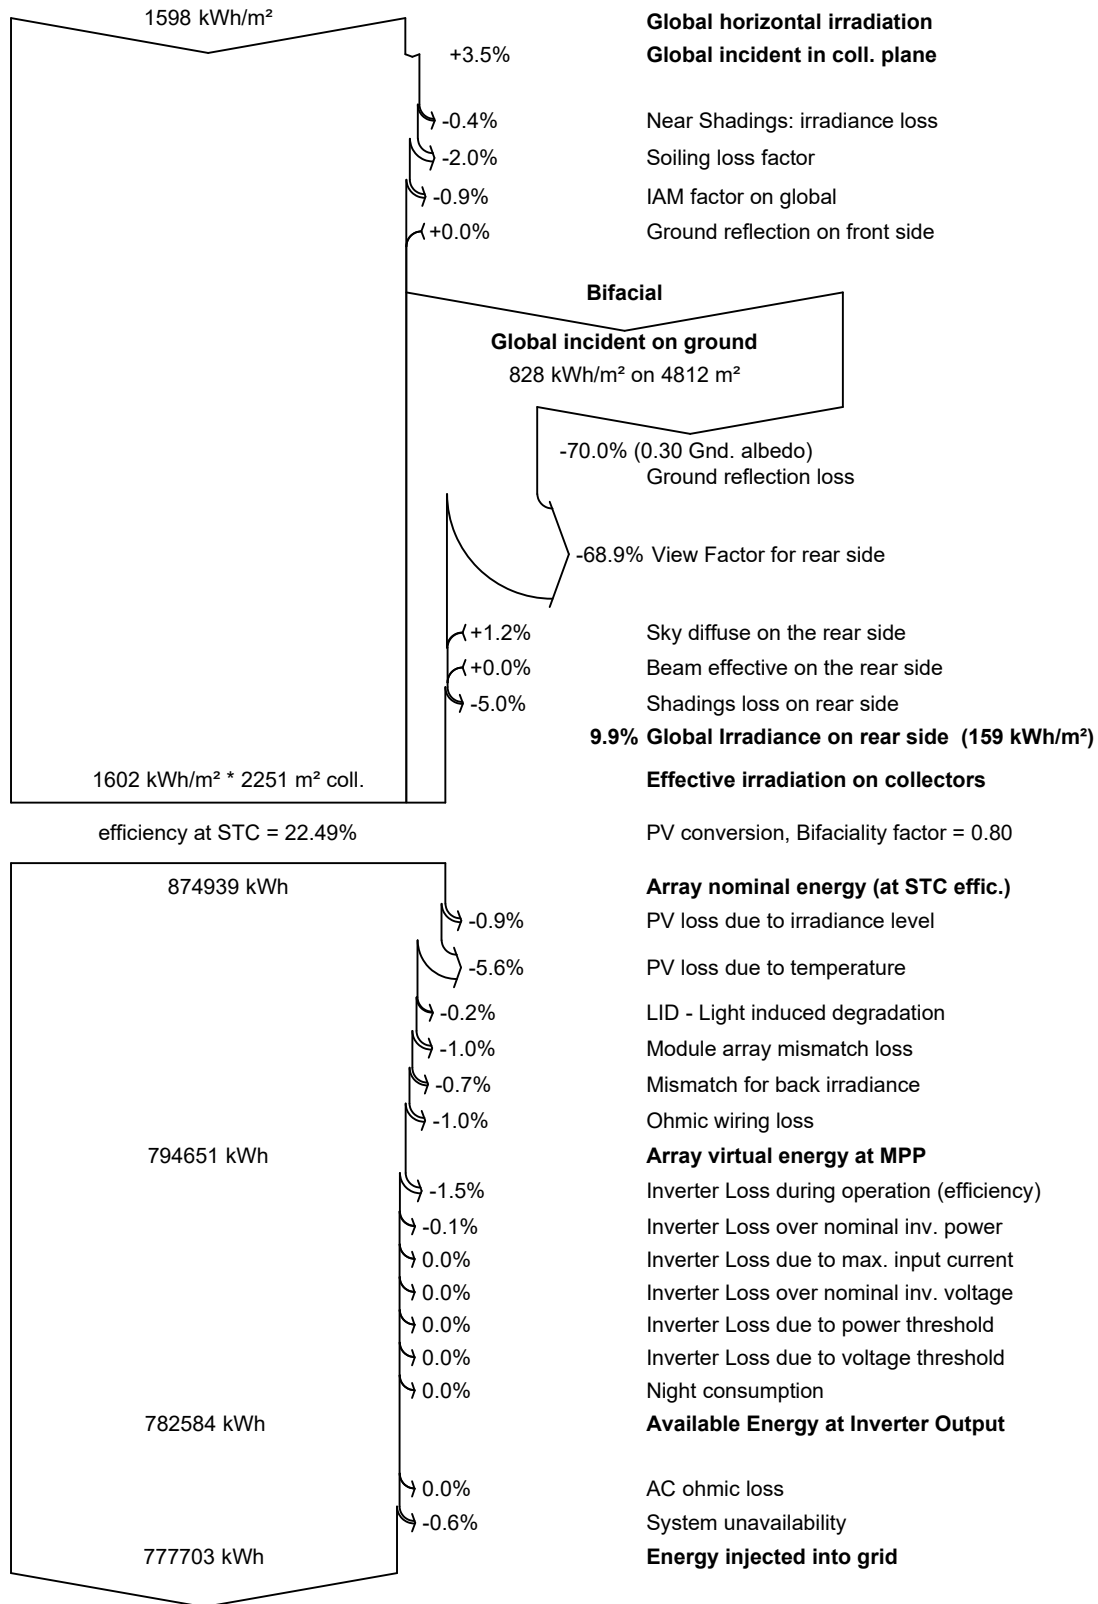 1598 kWh/m² Global horizontal irradiation
+3.5% Global incident in coll. plane
-0.4% Near Shadings: irradiance loss
-2.0% Soiling loss factor
-0.9% IAM factor on global
+0.0% Ground reflection on front side
Bifacial
Global incident on ground
828 kWh/m² on 4812 m²
-70.0% (0.30 Gnd. albedo)
Ground reflection loss
-68.9% View Factor for rear side
+1.2% Sky diffuse on the rear side
+0.0% Beam effective on the rear side
-5.0% Shadings loss on rear side
9.9% Global Irradiance on rear side (159 kWh/m²)
1602 kWh/m² * 2251 m² coll. Effective irradiation on collectors
efficiency at STC = 22.49% PV conversion, Bifaciality factor = 0.80
874939 kWh Array nominal energy (at STC effic.)
-0.9% PV loss due to irradiance level
-5.6% PV loss due to temperature
-0.2% LID - Light induced degradation
-1.0% Module array mismatch loss
-0.7% Mismatch for back irradiance
-1.0% Ohmic wiring loss
794651 kWh Array virtual energy at MPP
-1.5% Inverter Loss during operation (efficiency)
-0.1% Inverter Loss over nominal inv. power
0.0% Inverter Loss due to max. input current
0.0% Inverter Loss over nominal inv. voltage
0.0% Inverter Loss due to power threshold
0.0% Inverter Loss due to voltage threshold
0.0% Night consumption
782584 kWh Available Energy at Inverter Output
0.0% AC ohmic loss
-0.6% System unavailability
777703 kWh Energy injected into grid